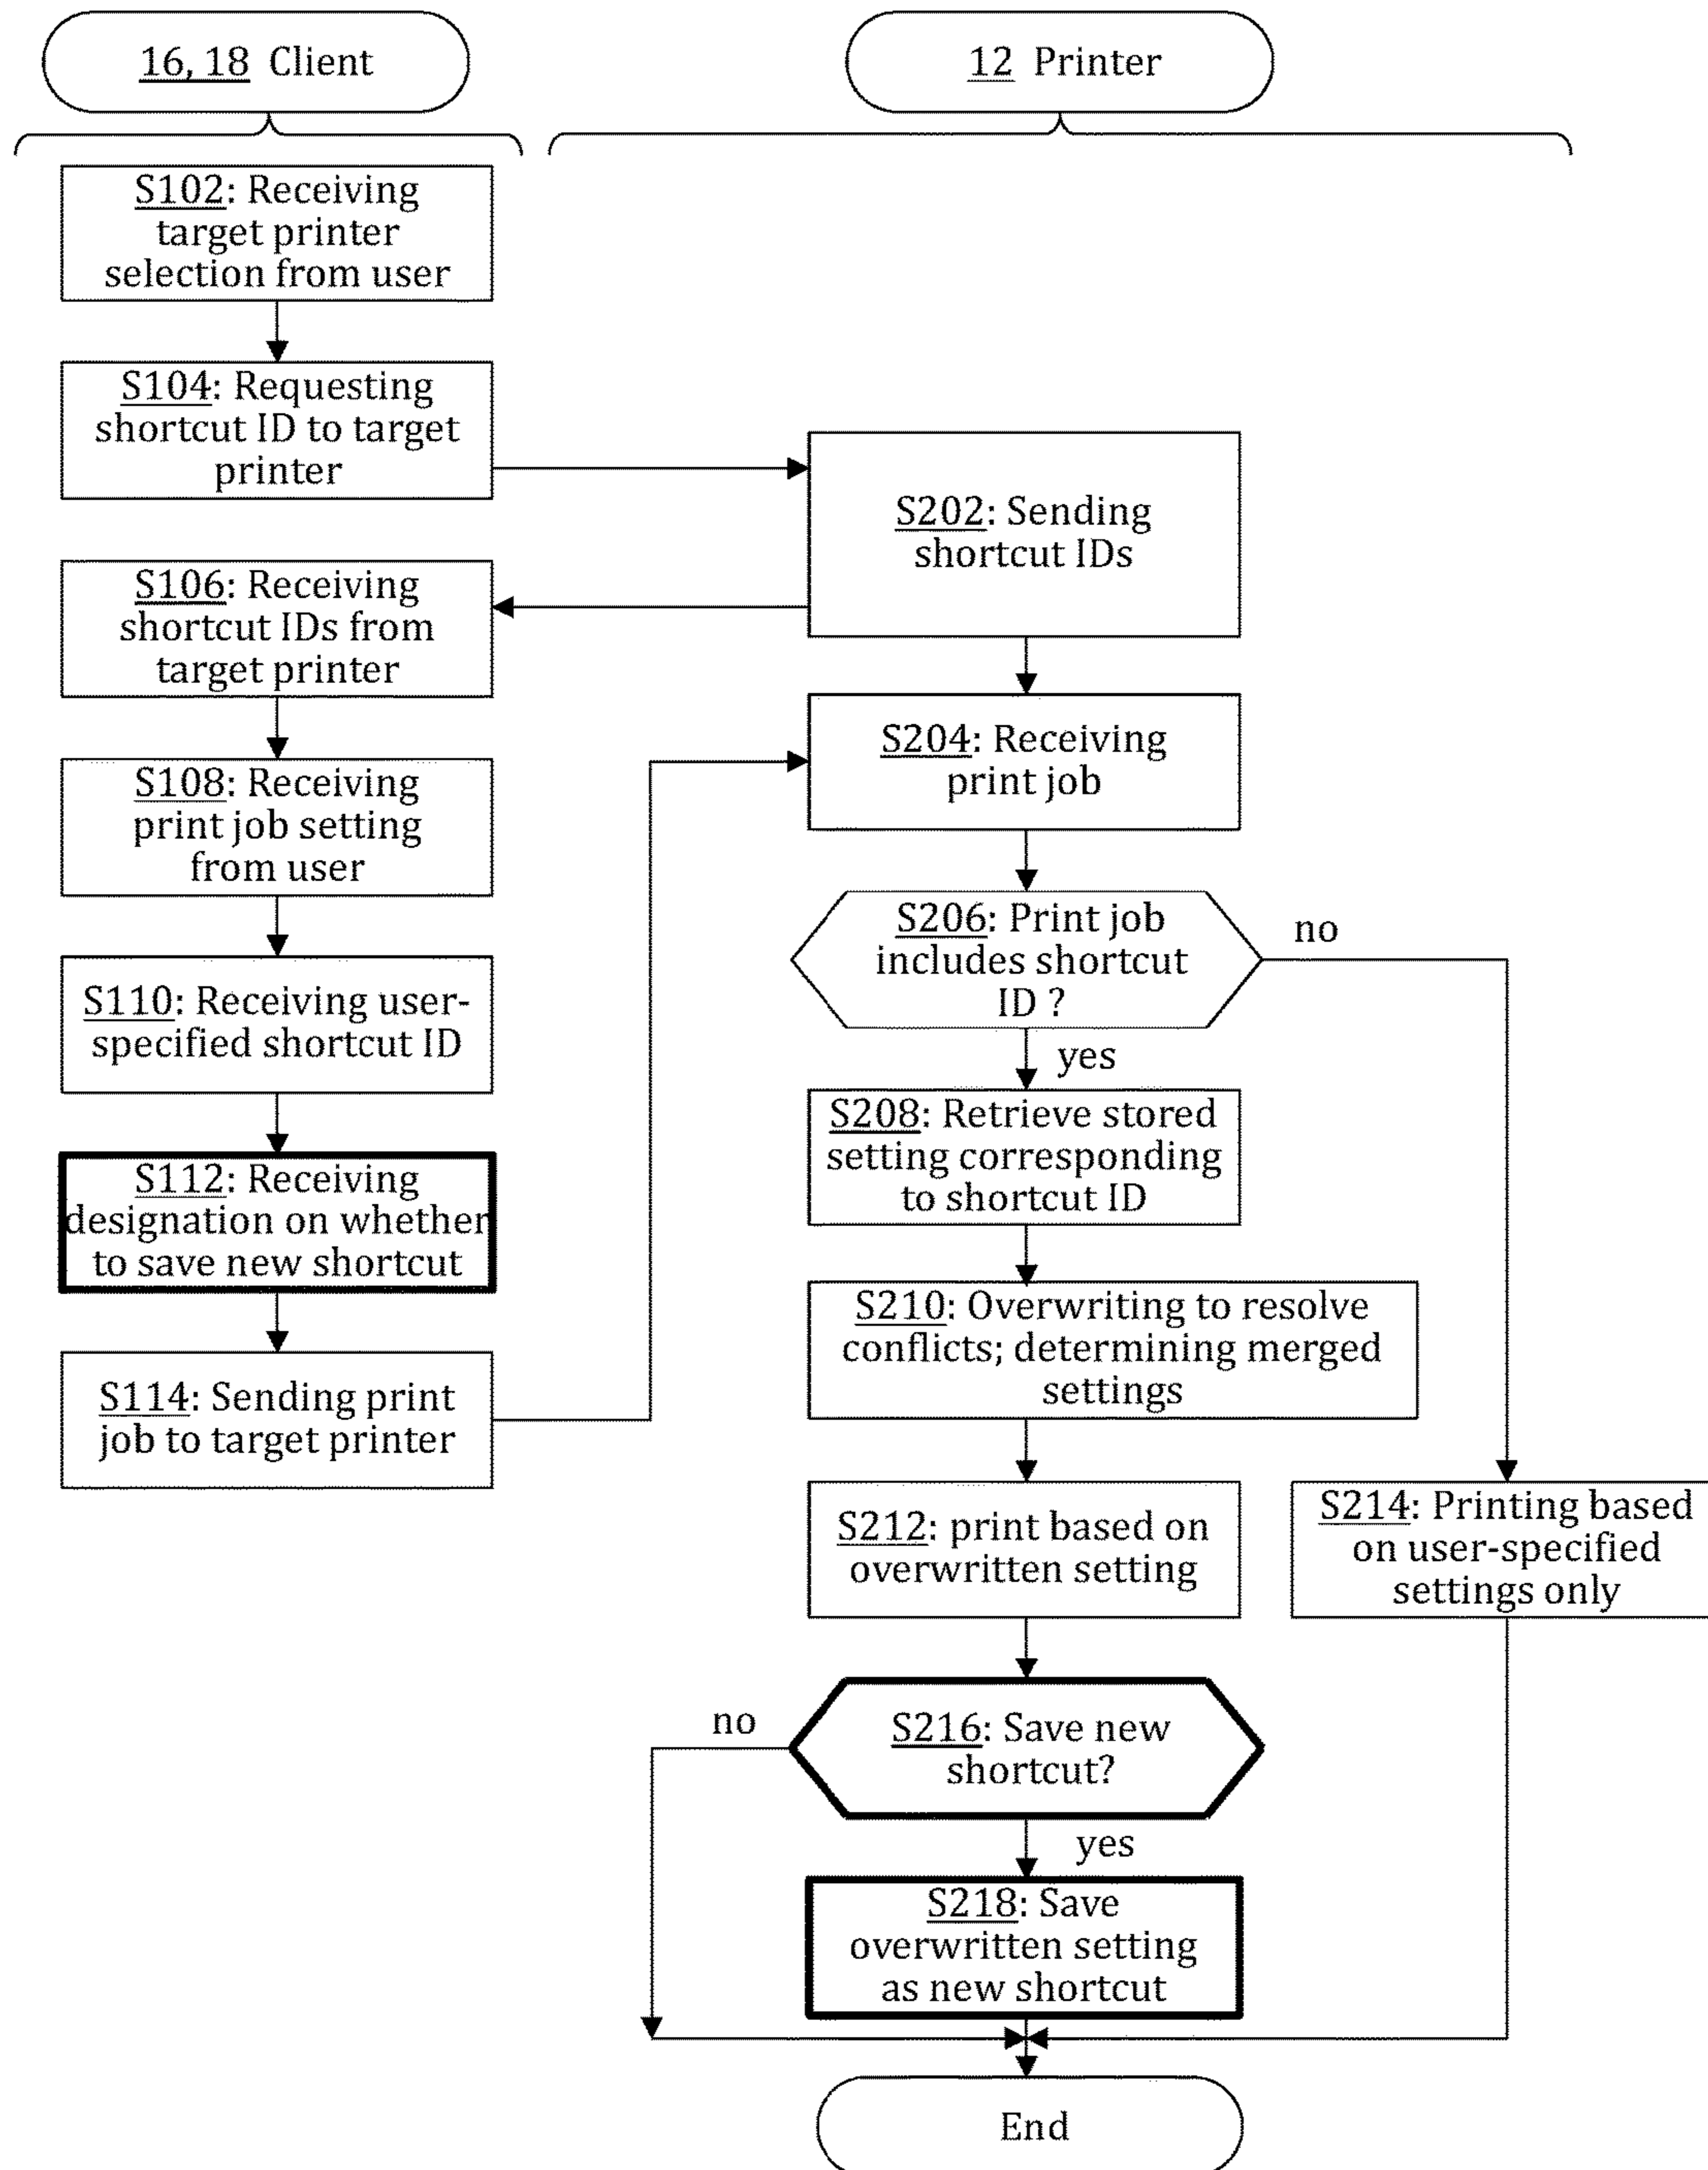 16, 18 Client
12 Printer
S102: Receiving
target printer
selection from user
S104: Requesting
shortcut ID to target
printer
S202: Sending
shortcut IDs
S106: Receiving
shortcut IDs from
target printer
S204: Receiving
print job
S108: Receiving
print job setting
from user
S206: Print job
includes shortcut
ID ?
no
yes
S110: Receiving user-
specified shortcut ID
S208: Retrieve stored
setting corresponding
to shortcut ID
S112: Receiving
designation on whether
to save new shortcut
S210: Overwriting to resolve
conflicts; determining merged
settings
S114: Sending print
job to target printer
S212: print based on
overwritten setting
S214: Printing based
on user-specified
settings only
S216: Save new
shortcut?
no
yes
S218: Save
overwritten setting
as new shortcut
End